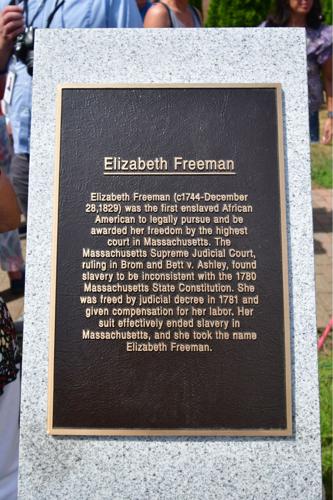 Elizabeth Freeman
Elizabeth Freeman (c1744-December
28,1829) was the first enslaved African
American to legally pursue and be
awarded her freedom by the highest
court in Massachusetts. The
Massachusetts Supreme Judicial Court,
ruling in Brom and Bett v. Ashley, found
slavery to be inconsistent with the 1780
Massachusetts State Constitution. She
was freed by judicial decree in 1781 and
given compensation for her labor. Her
suit effectively ended slavery in
Massachusetts, and she took the name
Elizabeth Freeman.